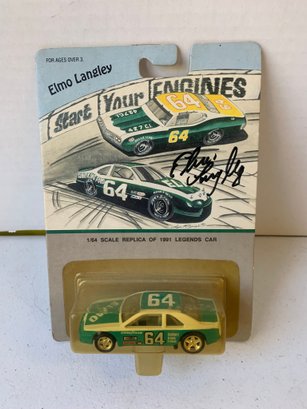 FOR AGES OVER 3.
Elmo Langley
Start Your ENGINES
64
64
64
1/64 SCALE REPLICA OF 1991 LEGENDS CAR
64
64